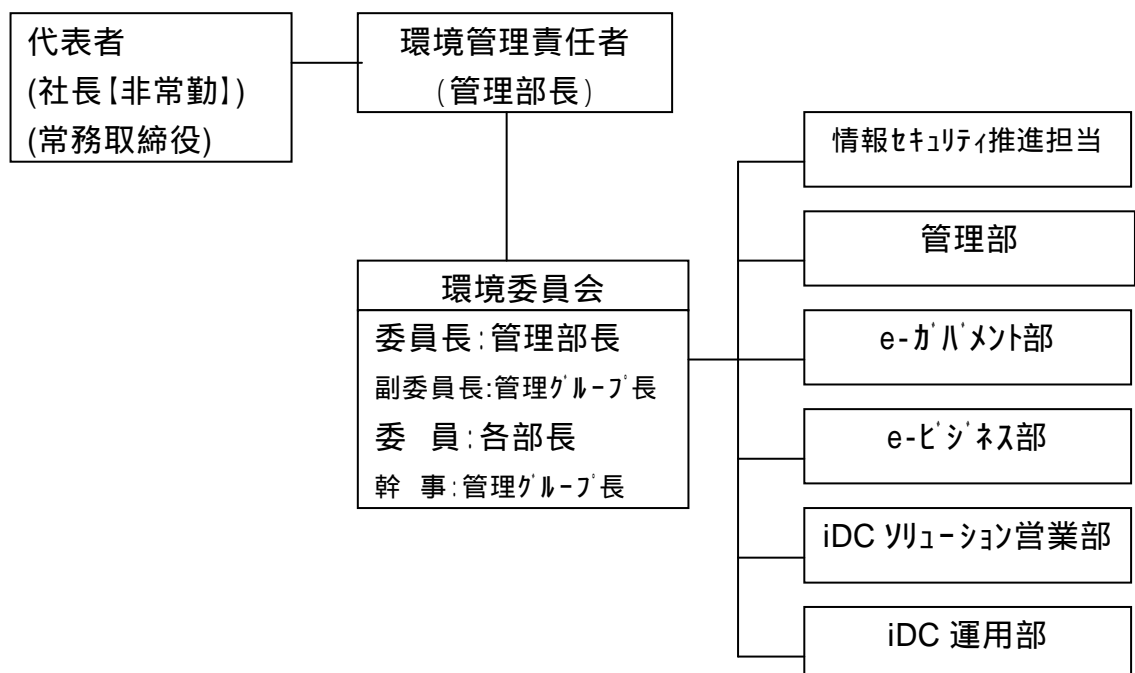 代表者
(社長【非常勤】)
(常務取締役)
環境管理責任者
(管理部長)
環境委員会
委員長:管理部長
副委員長:管理ｸﾞﾙｰﾌﾟ長
委　員:各部長
幹　事:管理ｸﾞﾙｰﾌﾟ長
情報ｾｷｭﾘﾃｨ推進担当
管理部
e-ｶﾞﾊﾞﾒﾝﾄ部
e-ﾋﾞｼﾞﾈｽ部
iDC ｿﾘｭｰｼｮﾝ営業部
iDC 運用部